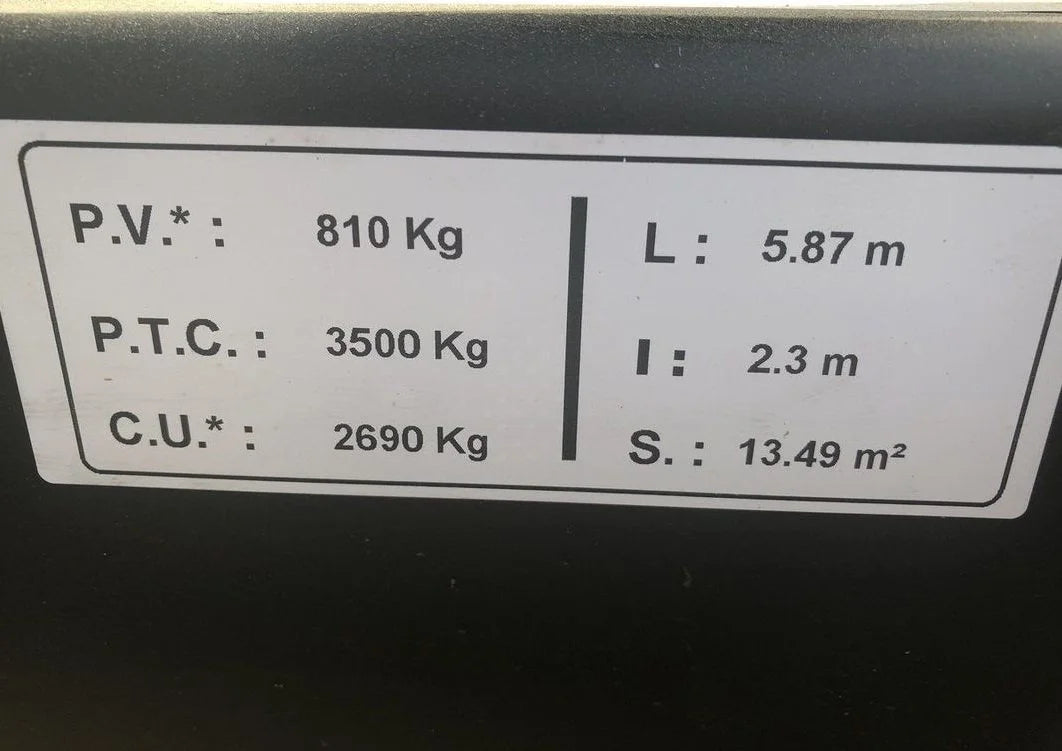 P.V.* : 810 Kg
P.T.C. : 3500 Kg
C.U.* : 2690 Kg
L : 5.87 m
l : 2.3 m
S. : 13.49 m²